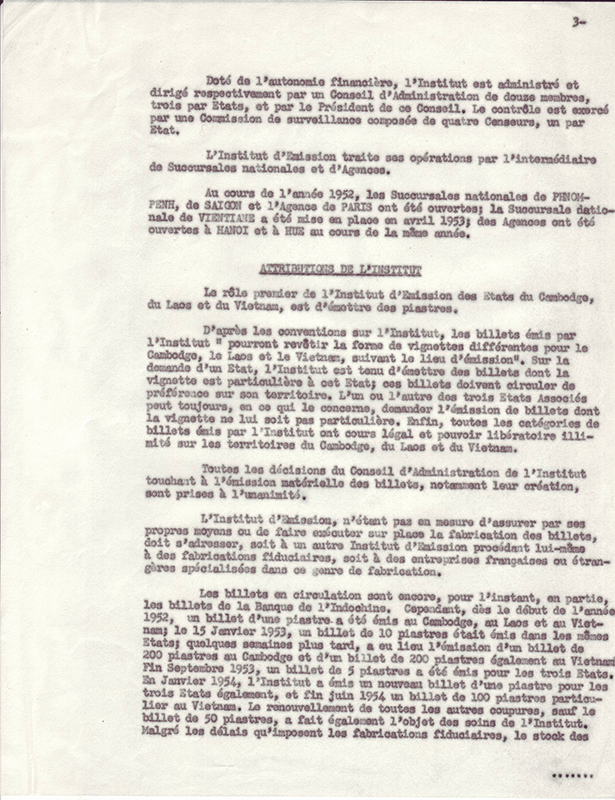 3-
Doté de l'autonomie financière, l'Institut est administré et
dirigé respectivement par un Conseil d'Administration de douze membres,
trois par Etats, et par le Président de ce Conseil. Le contrôle est exercé
par une Commission de surveillance composée de quatre Censeurs, un par
Etat.
L'Institut d'Emission traite ses opérations par l'intermédiaire
de Succursales nationales et d'Agences.
Au cours de l'année 1952, les Succursales nationales de PHNOM-
PENH, de SAIGON et l'Agence de PARIS ont été ouvertes; la Succursale natio-
nale de VIENTIANE a été mise en place en avril 1953; des Agences ont été
ouvertes à HANOI et à HUE au cours de la même année.
ATTRIBUTIONS DE L'INSTITUT
Le rôle premier de l'Institut d'Emission des Etats du Cambodge,
du Laos et du Vietnam, est d'émettre des piastres.
D'après les conventions sur l'Institut, les billets émis par
l'Institut " pourront revêtir la forme de vignettes différentes pour le
Cambodge, le Laos et le Vietnam, suivant le lieu d'émission". Sur la
demande d'un Etat, l'Institut est tenu d'émettre des billets dont la
vignette est particulière à cet Etat; ces billets doivent circuler de
préférence sur son territoire. L'un ou l'autre des trois Etats Associés
peut toujours, en ce qui le concerne, demander l'émission de billets dont
la vignette ne lui soit pas particulière. Enfin, toutes les catégories de
billets émis par l'Institut ont cours légal et pouvoir libératoire illi-
mité sur les territoires du Cambodge, du Laos et du Vietnam.
Toutes les décisions du Conseil d'Administration de l'Institut
touchant à l'émission matérielle des billets, notamment leur création,
sont prises à l'unanimité.
L'Institut d'Emission, n'étant pas en mesure d'assurer par ses
propres moyens ou de faire exécuter sur place la fabrication des billets,
doit s'adresser, soit à un autre Institut d'Emission procédant lui-même
à des fabrications fiduciaires, soit à des entreprises françaises ou étran-
gères spécialisées dans ce genre de fabrication.
Les billets en circulation sont encore, pour l'instant, en partie,
les billets de la Banque de l'Indochine. Cependant, dès le début de l'année
1952, un billet d'une piastre a été émis au Cambodge, au Laos et au Viet-
nam; le 15 Janvier 1953, un billet de 10 piastres était émis dans les mêmes
Etats; quelques semaines plus tard, a eu lieu l'émission d'un billet de
200 piastres au Cambodge et d'un billet de 200 piastres également au Vietnam
Fin Septembre 1953, un billet de 5 piastres a été émis pour les trois Etats.
En Janvier 1954, l'Institut a émis un nouveau billet d'une piastre pour les
trois Etats également, et fin juin 1954 un billet de 100 piastres particu-
lier au Vietnam. Le renouvellement de toutes les autres coupures, sauf le
billet de 50 piastres, a fait également l'objet des soins de l'Institut.
Malgré les délais qu'imposent les fabrications fiduciaires, le stock des
.......